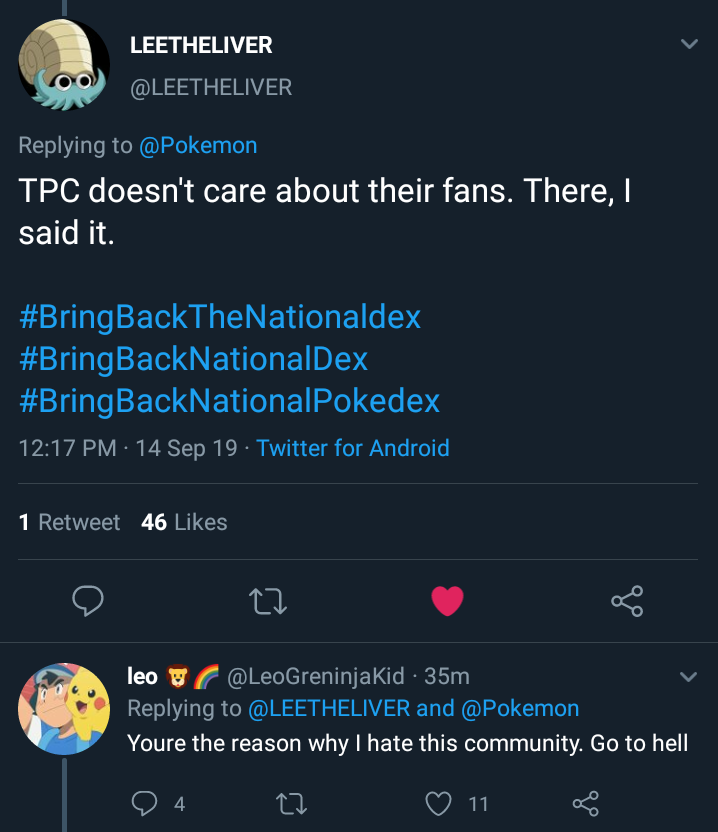 LEETHELIVER
@LEETHELIVER
Replying to @Pokemon
TPC doesn't care about their fans. There, I
said it.
#BringBackTheNationaldex
#BringBackNationalDex
#BringBackNationalPokedex
12:17 PM · 14 Sep 19 · Twitter for Android
1 Retweet 46 Likes
leo 🦁🌈 @LeoGreninjaKid · 35m
Replying to @LEETHELIVER and @Pokemon
Youre the reason why I hate this community. Go to hell
4 11